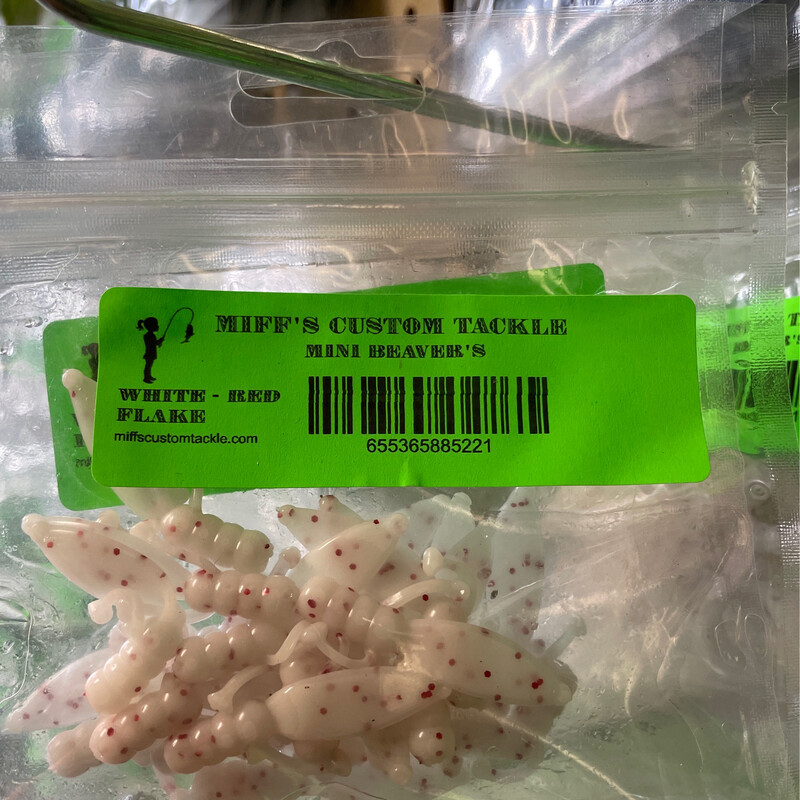 MIFF'S CUSTOM TACKLE
MINI BEAVER'S
WHITE - RED
FLAKE
miffscustomtackle.com
655365885221